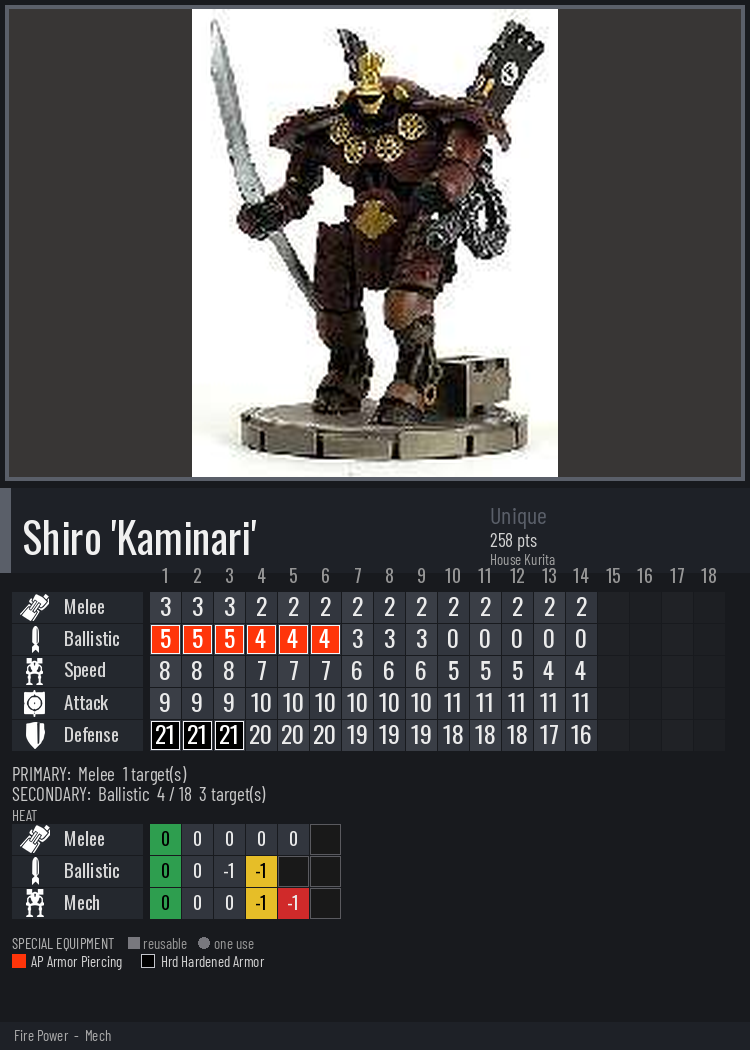 Shiro 'Kaminari'
Unique
258 pts
House Kurita
1 2 3 4 5 6 7 8 9 10 11 12 13 14 15 16 17 18
Melee 3 3 3 2 2 2 2 2 2 2 2 2 2 2
Ballistic 5 5 5 4 4 4 3 3 3 0 0 0 0 0
Speed 8 8 8 7 7 7 6 6 6 5 5 5 4 4
Attack 9 9 9 10 10 10 10 10 10 11 11 11 11 11
Defense 21 21 21 20 20 20 19 19 19 18 18 18 17 16
PRIMARY: Melee 1 target(s)
SECONDARY: Ballistic 4 / 18 3 target(s)
HEAT
Melee 0 0 0 0 0
Ballistic 0 0 -1 -1
Mech 0 0 0 -1 -1
SPECIAL EQUIPMENT reusable one use
AP Armor Piercing Hrd Hardened Armor
Fire Power - Mech